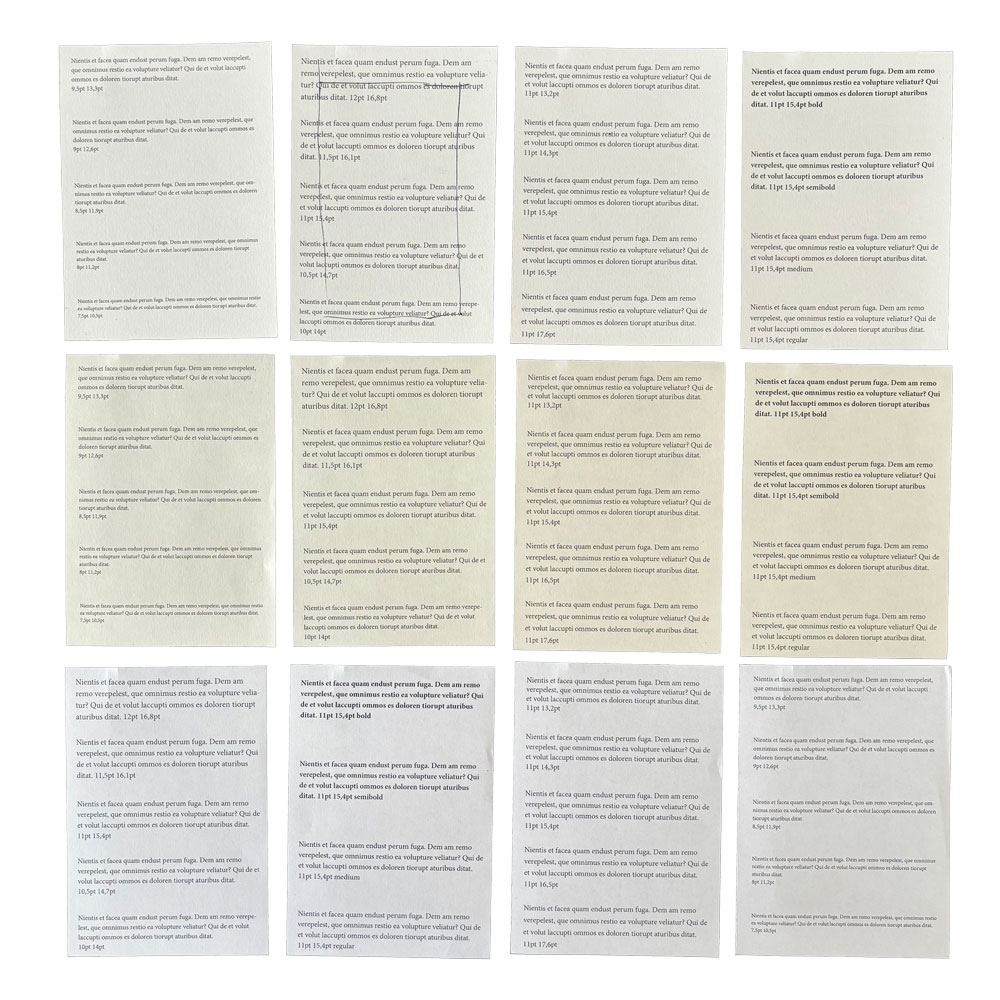 Nientis et facea quam endust perum fuga. Dem am remo verepelest,
que omnimus restio ea volupture veliatur? Qui de et volut laccupti
ommos es doloren tiorupt aturibus ditat.
9,5pt 13,3pt
Nientis et facea quam endust perum fuga. Dem am remo verepelest, que
omnimus restio ea volupture veliatur? Qui de et volut laccupti ommos es
doloren tiorupt aturibus ditat.
9pt 12,6pt
Nientis et facea quam endust perum fuga. Dem am remo verepelest, que om-
nimus restio ea volupture veliatur? Qui de et volut laccupti ommos es doloren
tiorupt aturibus ditat.
8,5pt 11,9pt
Nientis et facea quam endust perum fuga. Dem am remo verepelest, que omnimus
restio ea volupture veliatur? Qui de et volut laccupti ommos es doloren tiorupt
aturibus ditat.
8pt 11,2pt
Nientis et facea quam endust perum fuga. Dem am remo verepelest, que omnimus restio
ea volupture veliatur? Qui de et volut laccupti ommos es doloren tiorupt aturibus ditat.
7,5pt 10,5pt
Nientis et facea quam endust perum fuga. Dem am
remo verepelest, que omnimus restio ea volupture velia-
tur? Qui de et volut laccupti ommos es doloren tiorupt
aturibus ditat. 12pt 16,8pt
Nientis et facea quam endust perum fuga. Dem am remo
verepelest, que omnimus restio ea volupture veliatur? Qui
de et volut laccupti ommos es doloren tiorupt aturibus
ditat. 11,5pt 16,1pt
Nientis et facea quam endust perum fuga. Dem am remo
verepelest, que omnimus restio ea volupture veliatur? Qui de
et volut laccupti ommos es doloren tiorupt aturibus ditat.
11pt 15,4pt
Nientis et facea quam endust perum fuga. Dem am remo
verepelest, que omnimus restio ea volupture veliatur? Qui de et
volut laccupti ommos es doloren tiorupt aturibus ditat.
10,5pt 14,7pt
Nientis et facea quam endust perum fuga. Dem am remo verepe-
lest, que omnimus restio ea volupture veliatur? Qui de et volut
laccupti ommos es doloren tiorupt aturibus ditat.
10pt 14pt
Nientis et facea quam endust perum fuga. Dem am remo
verepelest, que omnimus restio ea volupture veliatur? Qui de
et volut laccupti ommos es doloren tiorupt aturibus ditat.
11pt 13,2pt
Nientis et facea quam endust perum fuga. Dem am remo
verepelest, que omnimus restio ea volupture veliatur? Qui de
et volut laccupti ommos es doloren tiorupt aturibus ditat.
11pt 14,3pt
Nientis et facea quam endust perum fuga. Dem am remo
verepelest, que omnimus restio ea volupture veliatur? Qui de
et volut laccupti ommos es doloren tiorupt aturibus ditat.
11pt 15,4pt
Nientis et facea quam endust perum fuga. Dem am remo
verepelest, que omnimus restio ea volupture veliatur? Qui de
et volut laccupti ommos es doloren tiorupt aturibus ditat.
11pt 16,5pt
Nientis et facea quam endust perum fuga. Dem am remo
verepelest, que omnimus restio ea volupture veliatur? Qui de
et volut laccupti ommos es doloren tiorupt aturibus ditat.
11pt 17,6pt
Nientis et facea quam endust perum fuga. Dem am remo
verepelest, que omnimus restio ea volupture veliatur? Qui
de et volut laccupti ommos es doloren tiorupt aturibus
ditat. 11pt 15,4pt bold
Nientis et facea quam endust perum fuga. Dem am remo
verepelest, que omnimus restio ea volupture veliatur? Qui
de et volut laccupti ommos es doloren tiorupt aturibus
ditat. 11pt 15,4pt semibold
Nientis et facea quam endust perum fuga. Dem am remo
verepelest, que omnimus restio ea volupture veliatur? Qui de
et volut laccupti ommos es doloren tiorupt aturibus ditat.
11pt 15,4pt medium
Nientis et facea quam endust perum fuga. Dem am remo
verepelest, que omnimus restio ea volupture veliatur? Qui de
et volut laccupti ommos es doloren tiorupt aturibus ditat.
11pt 15,4pt regular
Nientis et facea quam endust perum fuga. Dem am remo verepelest,
que omnimus restio ea volupture veliatur? Qui de et volut laccupti
ommos es doloren tiorupt aturibus ditat.
9,5pt 13,3pt
Nientis et facea quam endust perum fuga. Dem am remo verepelest, que
omnimus restio ea volupture veliatur? Qui de et volut laccupti ommos es
doloren tiorupt aturibus ditat.
9pt 12,6pt
Nientis et facea quam endust perum fuga. Dem am remo verepelest, que om-
nimus restio ea volupture veliatur? Qui de et volut laccupti ommos es doloren
tiorupt aturibus ditat.
8,5pt 11,9pt
Nientis et facea quam endust perum fuga. Dem am remo verepelest, que omnimus
restio ea volupture veliatur? Qui de et volut laccupti ommos es doloren tiorupt
aturibus ditat.
8pt 11,2pt
Nientis et facea quam endust perum fuga. Dem am remo verepelest, que omnimus restio
ea volupture veliatur? Qui de et volut laccupti ommos es doloren tiorupt aturibus ditat.
7,5pt 10,5pt
Nientis et facea quam endust perum fuga. Dem am
remo verepelest, que omnimus restio ea volupture velia-
tur? Qui de et volut laccupti ommos es doloren tiorupt
aturibus ditat. 12pt 16,8pt
Nientis et facea quam endust perum fuga. Dem am remo
verepelest, que omnimus restio ea volupture veliatur? Qui
de et volut laccupti ommos es doloren tiorupt aturibus
ditat. 11,5pt 16,1pt
Nientis et facea quam endust perum fuga. Dem am remo
verepelest, que omnimus restio ea volupture veliatur? Qui de
et volut laccupti ommos es doloren tiorupt aturibus ditat.
11pt 15,4pt
Nientis et facea quam endust perum fuga. Dem am remo
verepelest, que omnimus restio ea volupture veliatur? Qui de et
volut laccupti ommos es doloren tiorupt aturibus ditat.
10,5pt 14,7pt
Nientis et facea quam endust perum fuga. Dem am remo verepe-
lest, que omnimus restio ea volupture veliatur? Qui de et volut
laccupti ommos es doloren tiorupt aturibus ditat.
10pt 14pt
Nientis et facea quam endust perum fuga. Dem am remo
verepelest, que omnimus restio ea volupture veliatur? Qui de
et volut laccupti ommos es doloren tiorupt aturibus ditat.
11pt 13,2pt
Nientis et facea quam endust perum fuga. Dem am remo
verepelest, que omnimus restio ea volupture veliatur? Qui de
et volut laccupti ommos es doloren tiorupt aturibus ditat.
11pt 14,3pt
Nientis et facea quam endust perum fuga. Dem am remo
verepelest, que omnimus restio ea volupture veliatur? Qui de
et volut laccupti ommos es doloren tiorupt aturibus ditat.
11pt 15,4pt
Nientis et facea quam endust perum fuga. Dem am remo
verepelest, que omnimus restio ea volupture veliatur? Qui de
et volut laccupti ommos es doloren tiorupt aturibus ditat.
11pt 16,5pt
Nientis et facea quam endust perum fuga. Dem am remo
verepelest, que omnimus restio ea volupture veliatur? Qui de
et volut laccupti ommos es doloren tiorupt aturibus ditat.
11pt 17,6pt
Nientis et facea quam endust perum fuga. Dem am remo
verepelest, que omnimus restio ea volupture veliatur? Qui
de et volut laccupti ommos es doloren tiorupt aturibus
ditat. 11pt 15,4pt bold
Nientis et facea quam endust perum fuga. Dem am remo
verepelest, que omnimus restio ea volupture veliatur? Qui
de et volut laccupti ommos es doloren tiorupt aturibus
ditat. 11pt 15,4pt semibold
Nientis et facea quam endust perum fuga. Dem am remo
verepelest, que omnimus restio ea volupture veliatur? Qui de
et volut laccupti ommos es doloren tiorupt aturibus ditat.
11pt 15,4pt medium
Nientis et facea quam endust perum fuga. Dem am remo
verepelest, que omnimus restio ea volupture veliatur? Qui de
et volut laccupti ommos es doloren tiorupt aturibus ditat.
11pt 15,4pt regular
Nientis et facea quam endust perum fuga. Dem am
remo verepelest, que omnimus restio ea volupture velia-
tur? Qui de et volut laccupti ommos es doloren tiorupt
aturibus ditat. 12pt 16,8pt
Nientis et facea quam endust perum fuga. Dem am remo
verepelest, que omnimus restio ea volupture veliatur? Qui
de et volut laccupti ommos es doloren tiorupt aturibus
ditat. 11,5pt 16,1pt
Nientis et facea quam endust perum fuga. Dem am remo
verepelest, que omnimus restio ea volupture veliatur? Qui de
et volut laccupti ommos es doloren tiorupt aturibus ditat.
11pt 15,4pt
Nientis et facea quam endust perum fuga. Dem am remo
verepelest, que omnimus restio ea volupture veliatur? Qui de et
volut laccupti ommos es doloren tiorupt aturibus ditat.
10,5pt 14,7pt
Nientis et facea quam endust perum fuga. Dem am remo verepe-
lest, que omnimus restio ea volupture veliatur? Qui de et volut
laccupti ommos es doloren tiorupt aturibus ditat.
10pt 14pt
Nientis et facea quam endust perum fuga. Dem am remo
verepelest, que omnimus restio ea volupture veliatur? Qui
de et volut laccupti ommos es doloren tiorupt aturibus
ditat. 11pt 15,4pt bold
Nientis et facea quam endust perum fuga. Dem am remo
verepelest, que omnimus restio ea volupture veliatur? Qui
de et volut laccupti ommos es doloren tiorupt aturibus
ditat. 11pt 15,4pt semibold
Nientis et facea quam endust perum fuga. Dem am remo
verepelest, que omnimus restio ea volupture veliatur? Qui de
et volut laccupti ommos es doloren tiorupt aturibus ditat.
11pt 15,4pt medium
Nientis et facea quam endust perum fuga. Dem am remo
verepelest, que omnimus restio ea volupture veliatur? Qui de
et volut laccupti ommos es doloren tiorupt aturibus ditat.
11pt 15,4pt regular
Nientis et facea quam endust perum fuga. Dem am remo
verepelest, que omnimus restio ea volupture veliatur? Qui de
et volut laccupti ommos es doloren tiorupt aturibus ditat.
11pt 13,2pt
Nientis et facea quam endust perum fuga. Dem am remo
verepelest, que omnimus restio ea volupture veliatur? Qui de
et volut laccupti ommos es doloren tiorupt aturibus ditat.
11pt 14,3pt
Nientis et facea quam endust perum fuga. Dem am remo
verepelest, que omnimus restio ea volupture veliatur? Qui de
et volut laccupti ommos es doloren tiorupt aturibus ditat.
11pt 15,4pt
Nientis et facea quam endust perum fuga. Dem am remo
verepelest, que omnimus restio ea volupture veliatur? Qui de
et volut laccupti ommos es doloren tiorupt aturibus ditat.
11pt 16,5pt
Nientis et facea quam endust perum fuga. Dem am remo
verepelest, que omnimus restio ea volupture veliatur? Qui de
et volut laccupti ommos es doloren tiorupt aturibus ditat.
11pt 17,6pt
Nientis et facea quam endust perum fuga. Dem am remo verepelest,
que omnimus restio ea volupture veliatur? Qui de et volut laccupti
ommos es doloren tiorupt aturibus ditat.
9,5pt 13,3pt
Nientis et facea quam endust perum fuga. Dem am remo verepelest, que
omnimus restio ea volupture veliatur? Qui de et volut laccupti ommos es
doloren tiorupt aturibus ditat.
9pt 12,6pt
Nientis et facea quam endust perum fuga. Dem am remo verepelest, que om-
nimus restio ea volupture veliatur? Qui de et volut laccupti ommos es doloren
tiorupt aturibus ditat.
8,5pt 11,9pt
Nientis et facea quam endust perum fuga. Dem am remo verepelest, que omnimus
restio ea volupture veliatur? Qui de et volut laccupti ommos es doloren tiorupt
aturibus ditat.
8pt 11,2pt
Nientis et facea quam endust perum fuga. Dem am remo verepelest, que omnimus restio
ea volupture veliatur? Qui de et volut laccupti ommos es doloren tiorupt aturibus ditat.
7,5pt 10,5pt